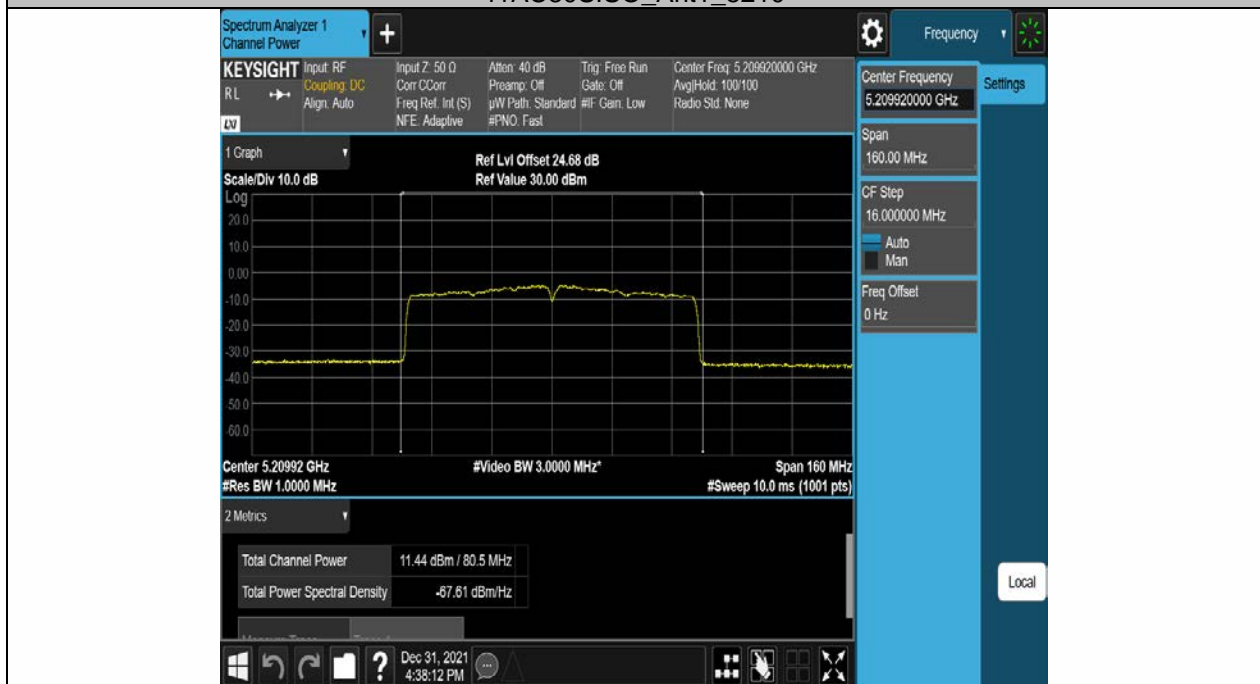 Spectrum Analyzer 1
Channel Power
Frequency
KEYSIGHT
RL
LXI
Input: RF
Coupling: DC
Align: Auto
Input Z: 50 Ω
Corr CCorr
Freq Ref: Int (S)
NFE: Adaptive
Atten: 40 dB
Preamp: Off
µW Path: Standard
#PNO: Fast
Trig: Free Run
Gate: Off
#IF Gain: Low
Center Freq: 5.209920000 GHz
Avg|Hold: 100/100
Radio Std: None
Center Frequency
5.209920000 GHz
Settings
Span
160.00 MHz
CF Step
16.000000 MHz
Auto
Man
Freq Offset
0 Hz
1 Graph
Scale/Div 10.0 dB
Ref Lvl Offset 24.68 dB
Ref Value 30.00 dBm
Log
20.0
10.0
0.00
-10.0
-20.0
-30.0
-40.0
-50.0
-60.0
Center 5.20992 GHz
#Video BW 3.0000 MHz*
Span 160 MHz
#Res BW 1.0000 MHz
#Sweep 10.0 ms (1001 pts)
2 Metrics
Total Channel Power 11.44 dBm / 80.5 MHz
Total Power Spectral Density -67.61 dBm/Hz
Local
?
Dec 31, 2021
4:38:12 PM